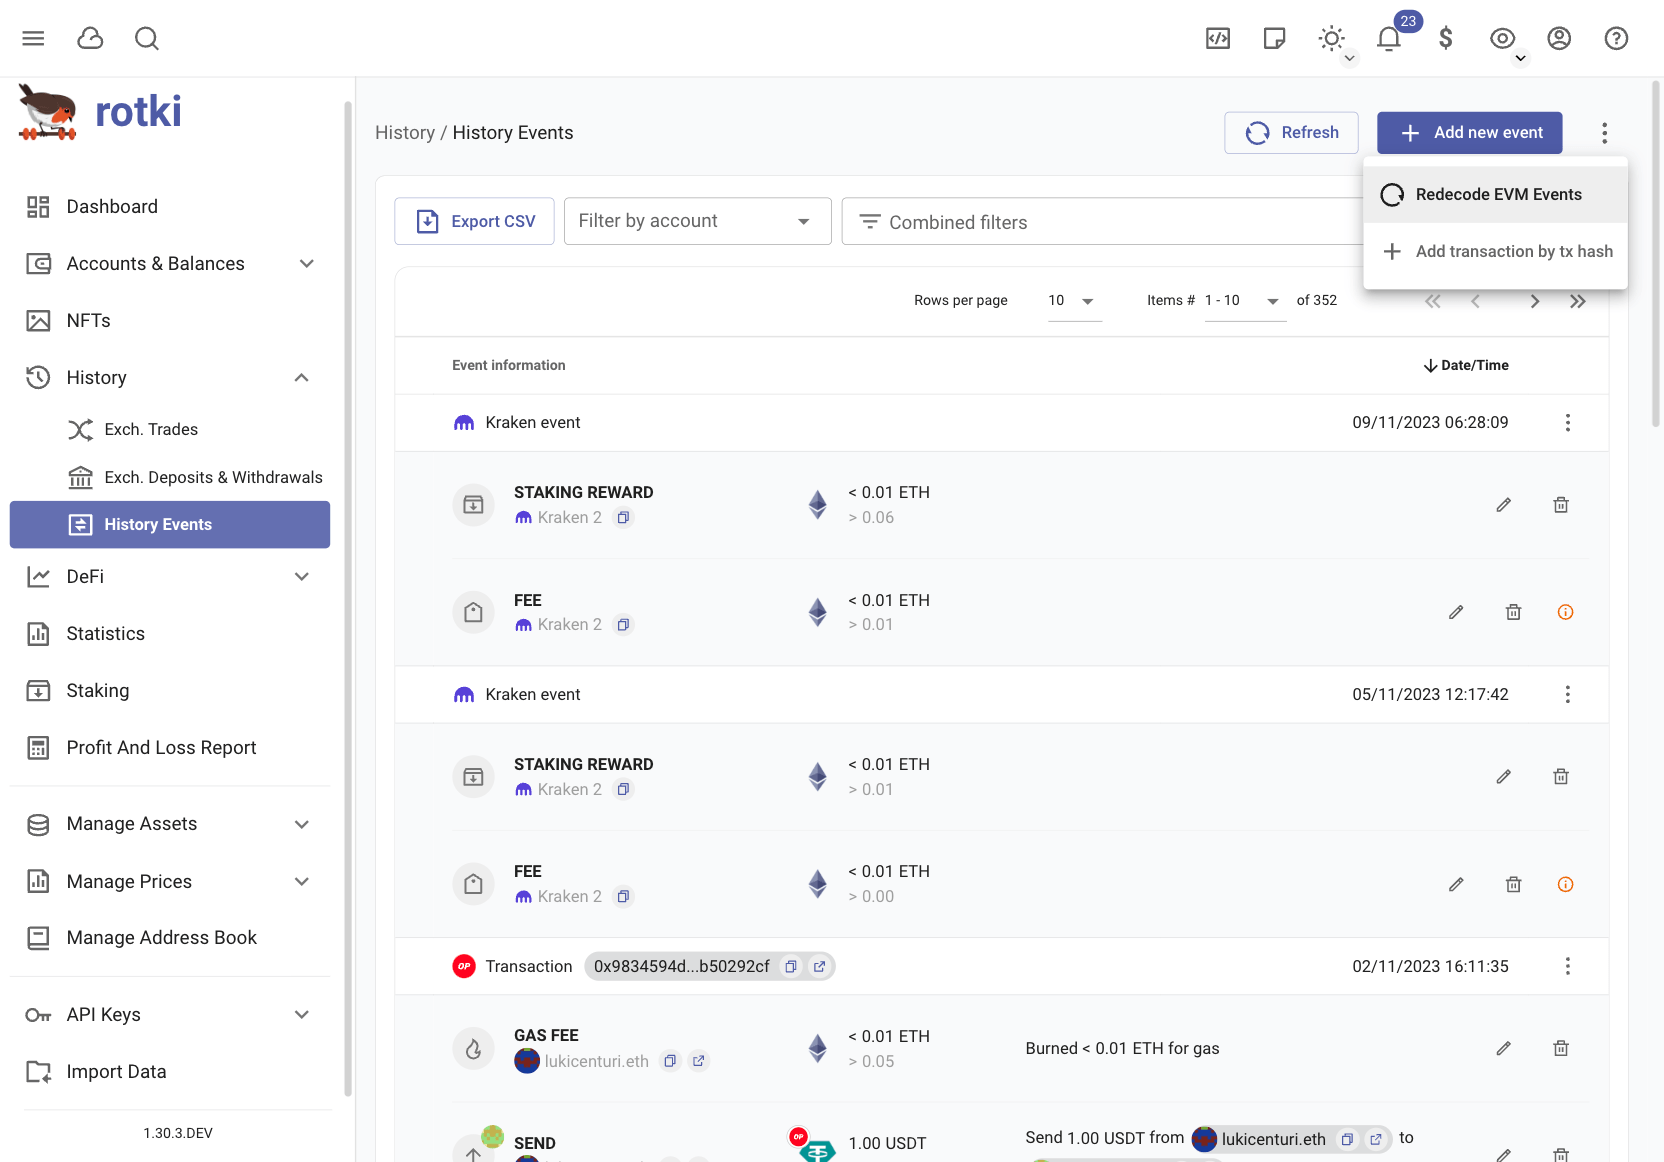 23
rotki
History / History Events
Refresh
Add new event
Redecode EVM Events
Add transaction by tx hash
Dashboard
Accounts & Balances
NFTs
History
Exch. Trades
Exch. Deposits & Withdrawals
History Events
DeFi
Statistics
Staking
Profit And Loss Report
Manage Assets
Manage Prices
Manage Address Book
API Keys
Import Data
1.30.3.DEV
Export CSV
Filter by account
Combined filters
Rows per page 10 Items # 1 - 10 of 352
Event information Date/Time
Kraken event 09/11/2023 06:28:09
STAKING REWARD < 0.01 ETH
Kraken 2 > 0.06
FEE < 0.01 ETH
Kraken 2 > 0.01
Kraken event 05/11/2023 12:17:42
STAKING REWARD < 0.01 ETH
Kraken 2 > 0.01
FEE < 0.01 ETH
Kraken 2 > 0.00
OP Transaction 0x9834594d...b50292cf 02/11/2023 16:11:35
GAS FEE < 0.01 ETH Burned < 0.01 ETH for gas
lukicenturi.eth > 0.05
SEND OP 1.00 USDT Send 1.00 USDT from lukicenturi.eth to